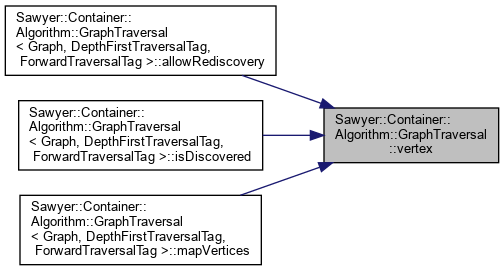 Sawyer::Container::
Algorithm::GraphTraversal
< Graph, DepthFirstTraversalTag,
ForwardTraversalTag >::allowRediscovery
Sawyer::Container::
Algorithm::GraphTraversal
< Graph, DepthFirstTraversalTag,
ForwardTraversalTag >::isDiscovered
Sawyer::Container::
Algorithm::GraphTraversal
::vertex
Sawyer::Container::
Algorithm::GraphTraversal
< Graph, DepthFirstTraversalTag,
ForwardTraversalTag >::mapVertices